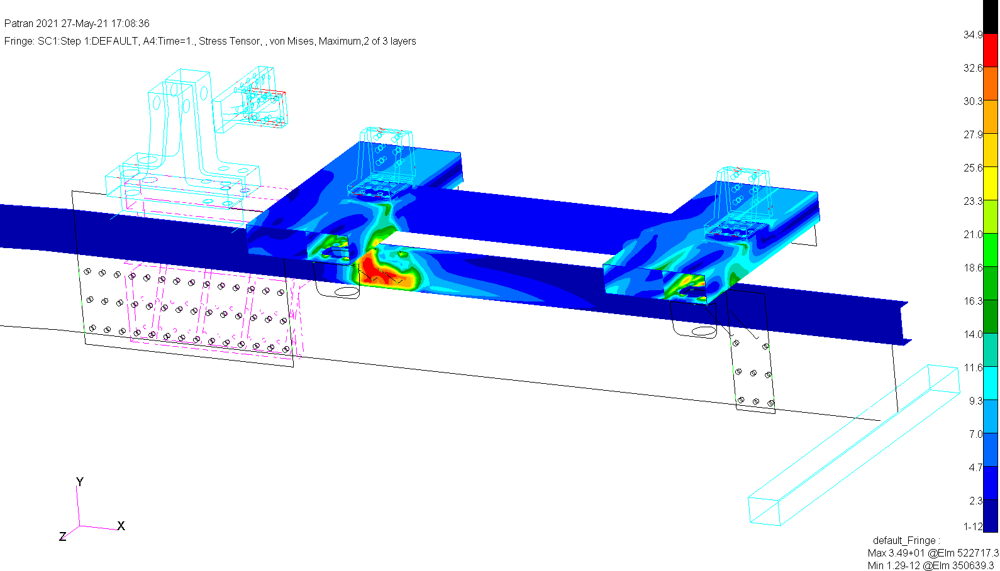 Patran 2021 27-May-21 17:08:36
Fringe: SC1:Step 1:DEFAULT, A4:Time=1., Stress Tensor, , von Mises, Maximum,2 of 3 layers
34.9
32.6
30.3
27.9
25.6
23.3
21.0
18.6
16.3
14.0
11.6
9.3
7.0
4.7
2.3
1-12
Y
X
Z
default_Fringe :
Max 3.49+01 @Elm 522717.3
Min 1.29-12 @Elm 350639.3